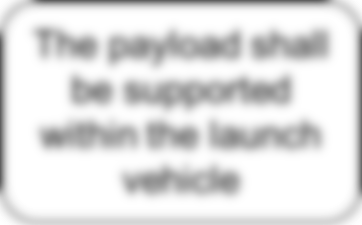 The payload shall
be supported
within the launch
vehicle